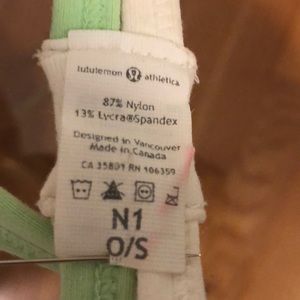 lululemon athletica
87% Nylon
13% Lycra®Spandex
Designed in Vancouver
Made in Canada
CA 35801 RN 106359
N1
O/S